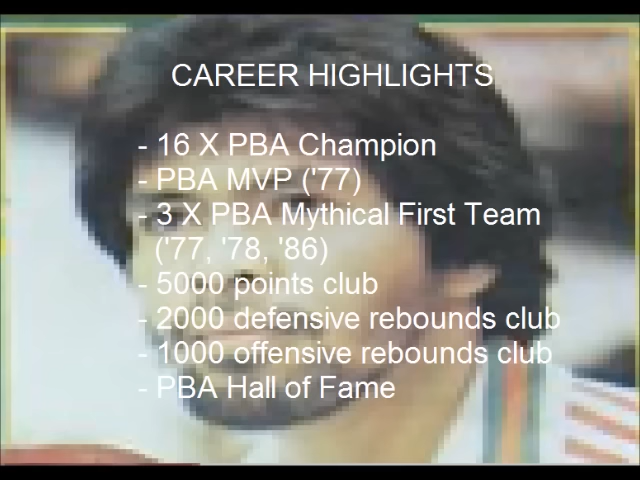 CAREER HIGHLIGHTS
- 16 X PBA Champion
- PBA MVP ('77)
- 3 X PBA Mythical First Team
('77, '78, '86)
- 5000 points club
- 2000 defensive rebounds club
- 1000 offensive rebounds club
- PBA Hall of Fame